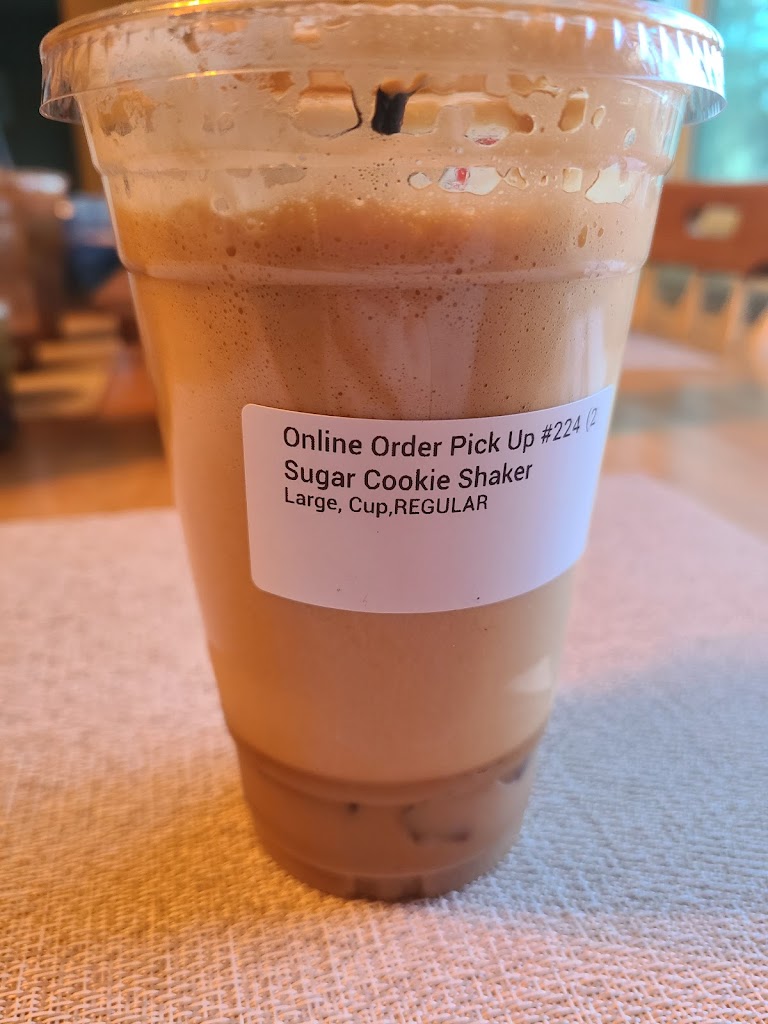 Online Order Pick Up #224 (2
Sugar Cookie Shaker
Large, Cup,REGULAR